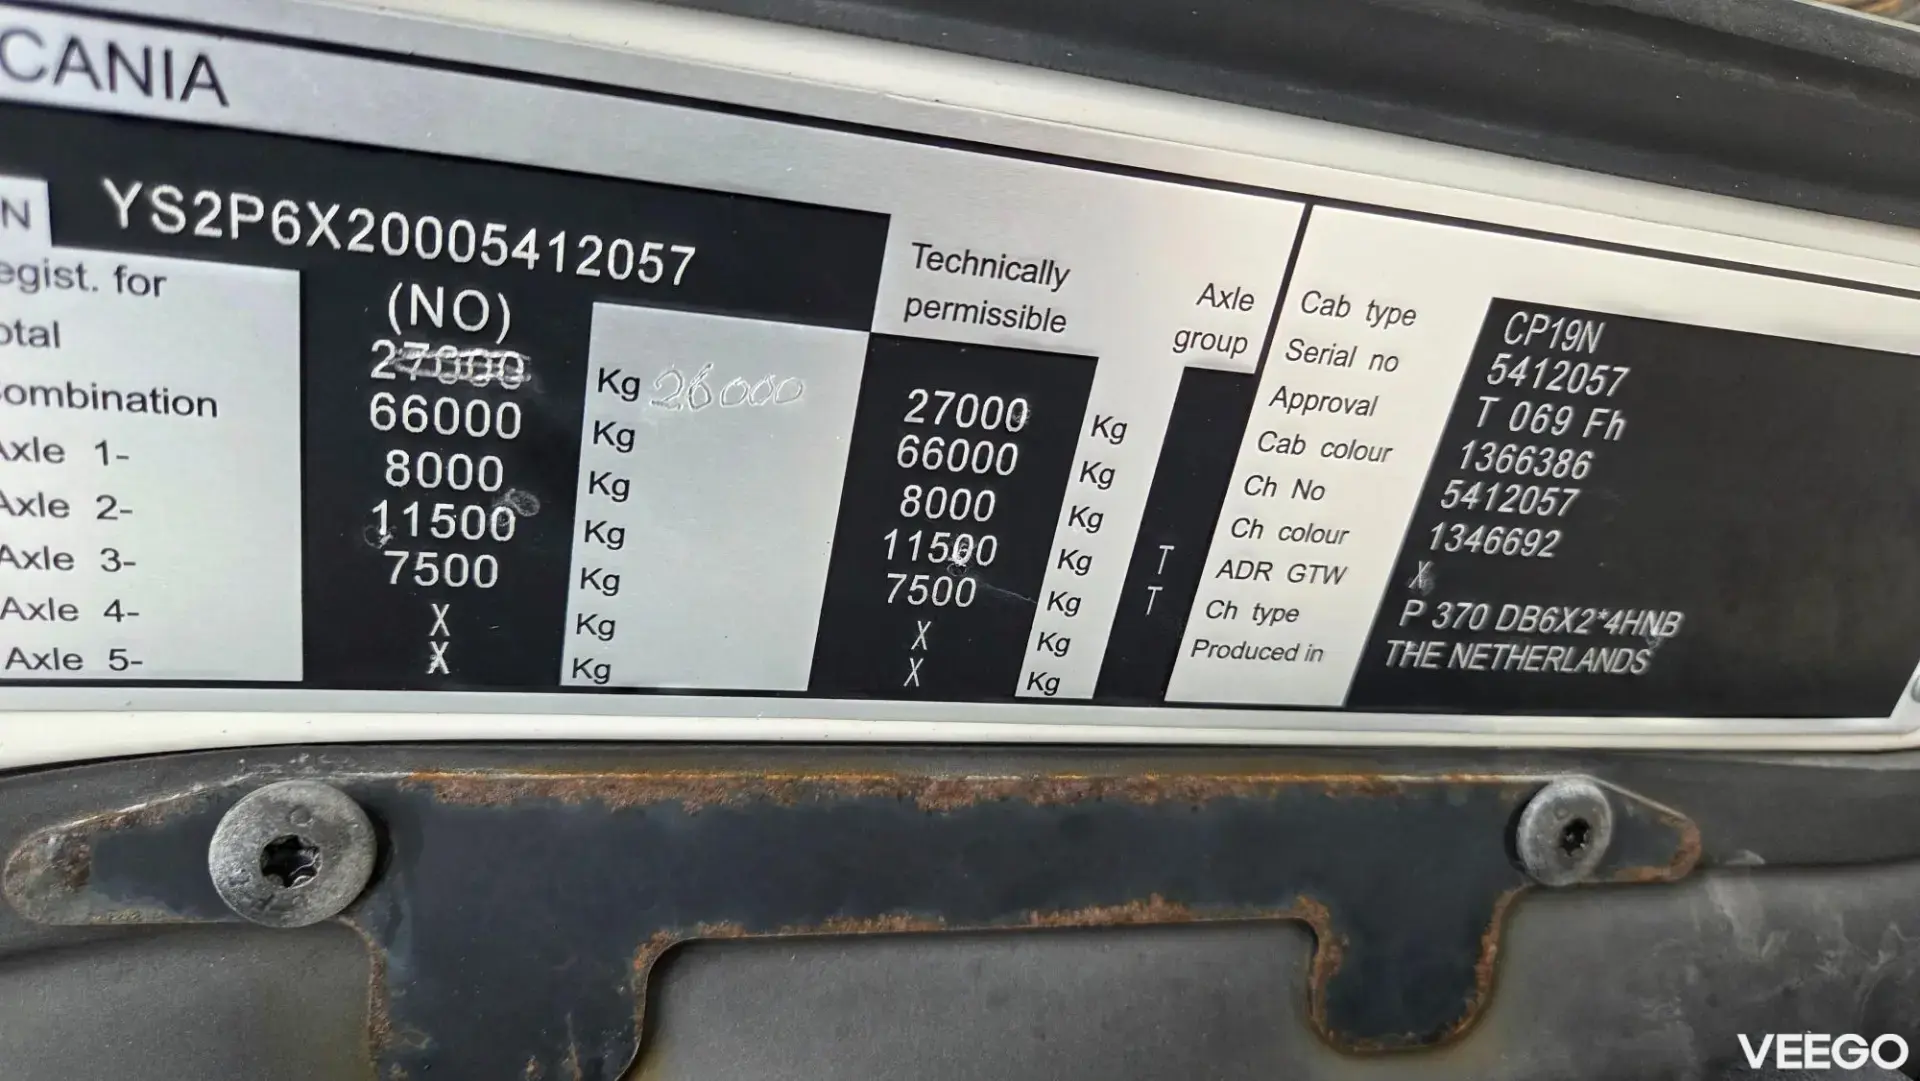 CANIA
N YS2P6X20005412057
egist. for (NO)
otal 27000 Kg 26000
ombination 66000 Kg
Axle 1- 8000 Kg
Axle 2- 11500 Kg
Axle 3- 7500 Kg
Axle 4- X Kg
Axle 5- X Kg
Technically
permissible
27000 Kg
66000 Kg
8000 Kg
11500 Kg
7500 Kg
X Kg
X Kg
Axle
group
T
T
Cab type CP19N
Serial no 5412057
Approval T 069 Fh
Cab colour 1366386
Ch No 5412057
Ch colour 1346692
ADR GTW X
Ch type P 370 DB6X2*4HNB
Produced in THE NETHERLANDS
VEEGO